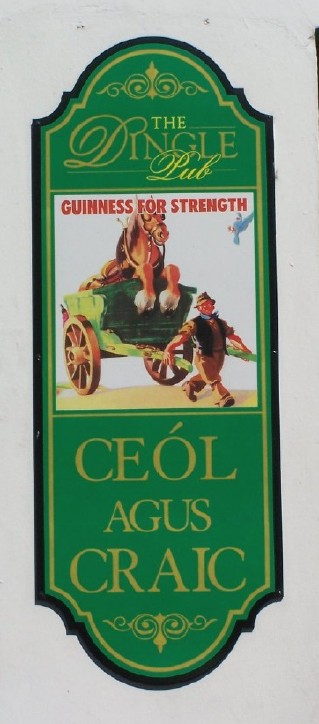 THE
DINGLE
Pub
GUINNESS FOR STRENGTH
CEÓL
AGUS
CRAIC